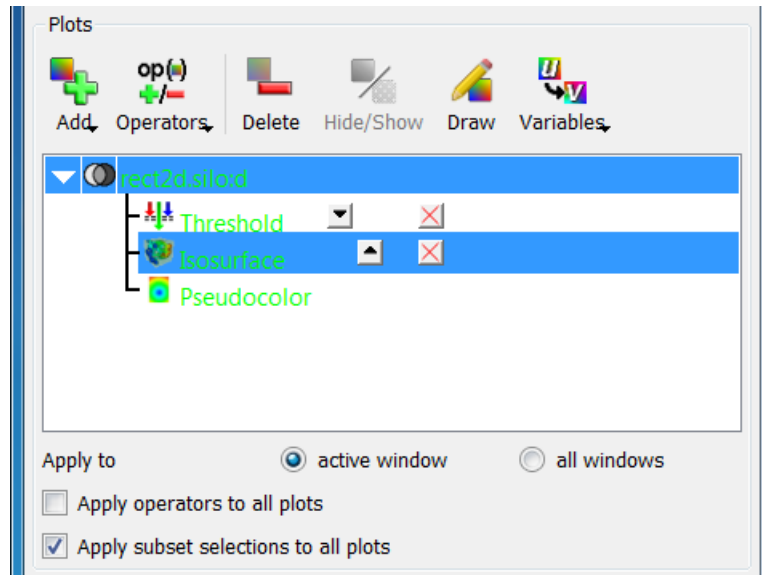 Plots
op( )
Add Operators Delete Hide/Show Draw Variables
rect2d.silo:d
Threshold
Isosurface
Pseudocolor
Apply to active window all windows
Apply operators to all plots
Apply subset selections to all plots